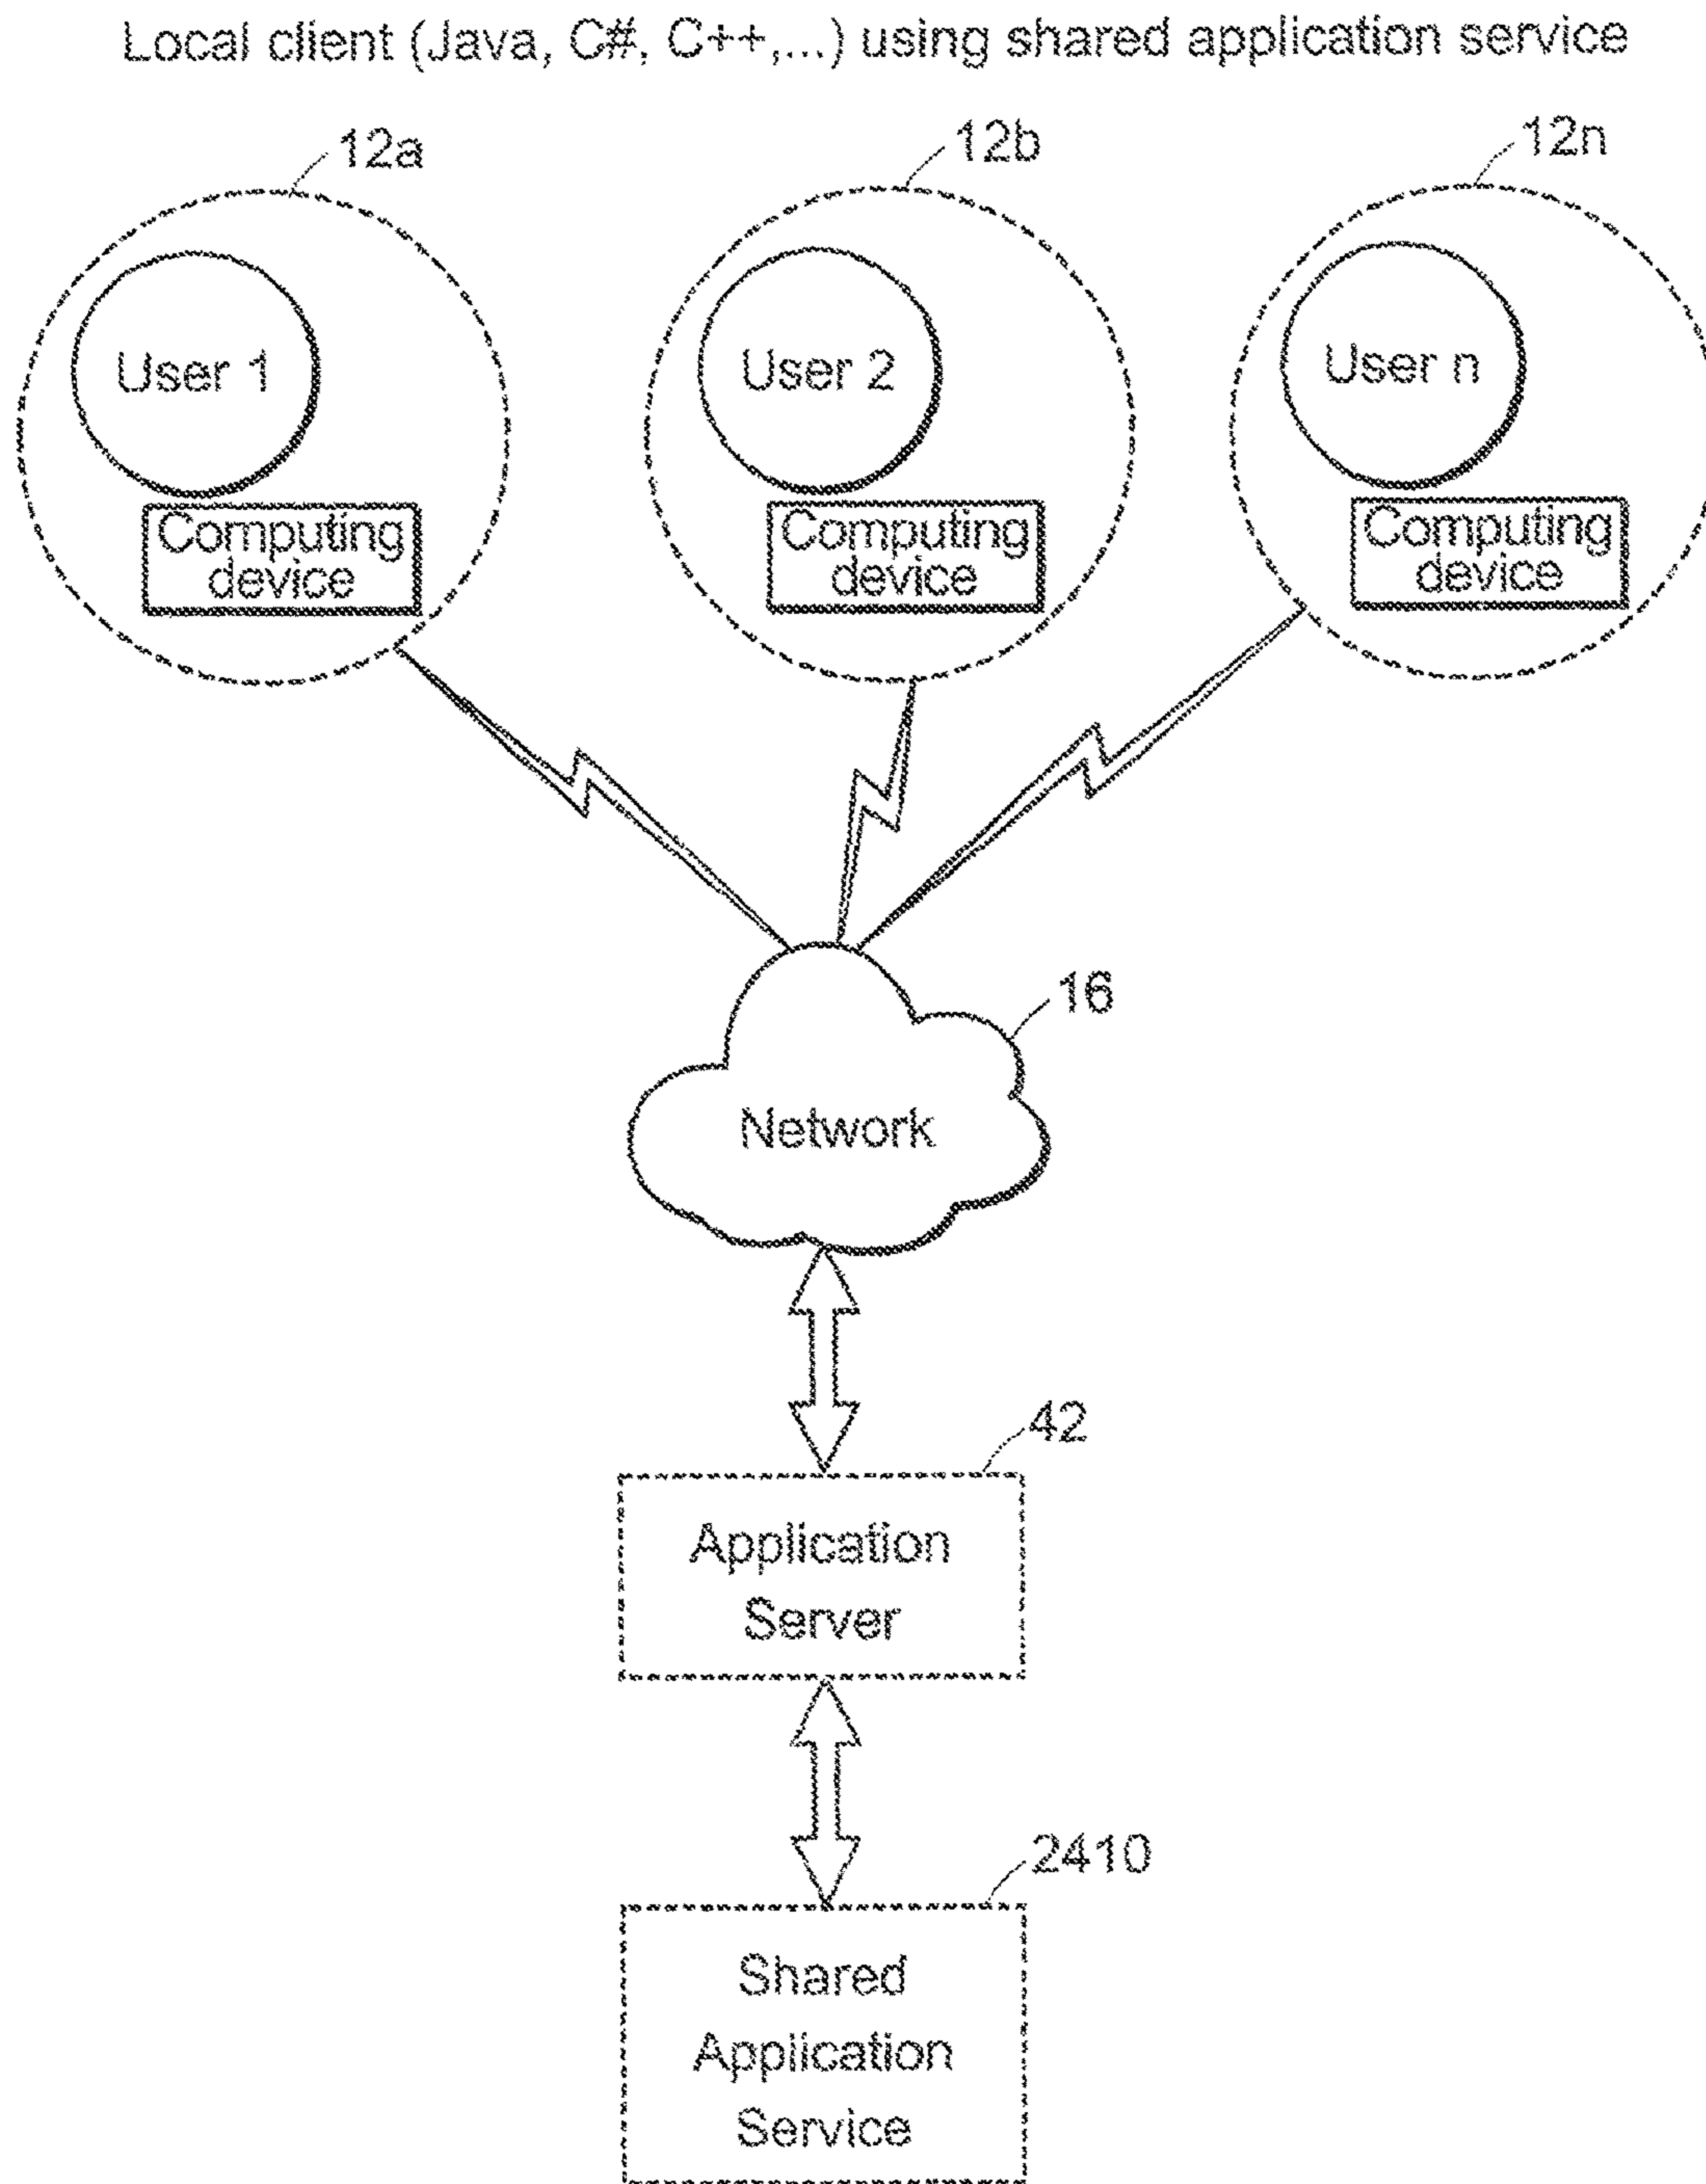 Local client (Java, C#, C++,...) using shared application service
12a
12b
12n
User 1
User 2
User n
Computing
device
Computing
device
Computing
device
16
Network
42
Application
Server
2410
Shared
Application
Service